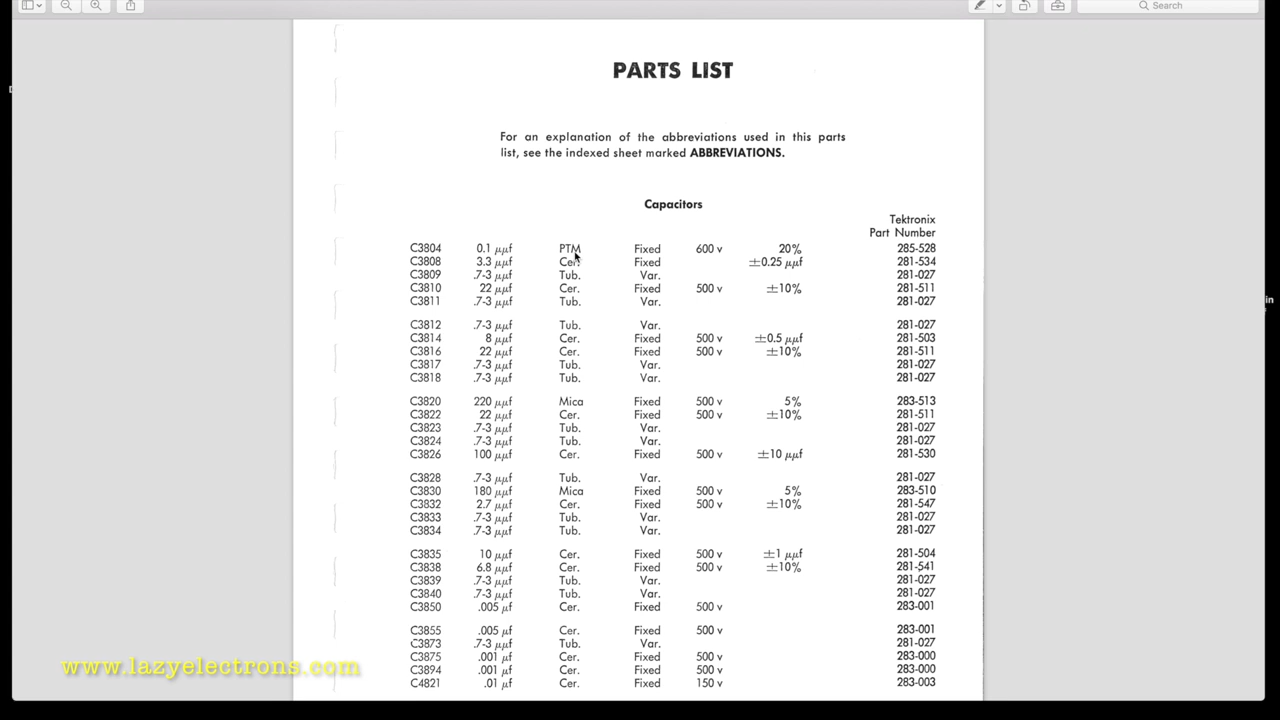 Search
PARTS LIST
For an explanation of the abbreviations used in this parts
list, see the indexed sheet marked ABBREVIATIONS.
Capacitors
Tektronix
Part Number
C3804 0.1 μμf PTM Fixed 600 v 20% 285-528
C3808 3.3 μμf Cer. Fixed ±0.25 μμf 281-534
C3809 .7-3 μμf Tub. Var. 281-027
C3810 22 μμf Cer. Fixed 500 v ±10% 281-511
C3811 .7-3 μμf Tub. Var. 281-027
C3812 .7-3 μμf Tub. Var. 281-027
C3814 8 μμf Cer. Fixed 500 v ±0.5 μμf 281-503
C3816 22 μμf Cer. Fixed 500 v ±10% 281-511
C3817 .7-3 μμf Tub. Var. 281-027
C3818 .7-3 μμf Tub. Var. 281-027
C3820 220 μμf Mica Fixed 500 v 5% 283-513
C3822 22 μμf Cer. Fixed 500 v ±10% 281-511
C3823 .7-3 μμf Tub. Var. 281-027
C3824 .7-3 μμf Tub. Var. 281-027
C3826 100 μμf Cer. Fixed 500 v ±10 μμf 281-530
C3828 .7-3 μμf Tub. Var. 281-027
C3830 180 μμf Mica Fixed 500 v 5% 283-510
C3832 2.7 μμf Cer. Fixed 500 v ±10% 281-547
C3833 .7-3 μμf Tub. Var. 281-027
C3834 .7-3 μμf Tub. Var. 281-027
C3835 10 μμf Cer. Fixed 500 v ±1 μμf 281-504
C3838 6.8 μμf Cer. Fixed 500 v ±10% 281-541
C3839 .7-3 μμf Tub. Var. 281-027
C3840 .7-3 μμf Tub. Var. 281-027
C3850 .005 μf Cer. Fixed 500 v 283-001
C3855 .005 μf Cer. Fixed 500 v 283-001
C3873 .7-3 μμf Tub. Var. 281-027
C3875 .001 μf Cer. Fixed 500 v 283-000
C3894 .001 μf Cer. Fixed 500 v 283-000
C4821 .01 μf Cer. Fixed 150 v 283-003
www.lazyelectrons.com